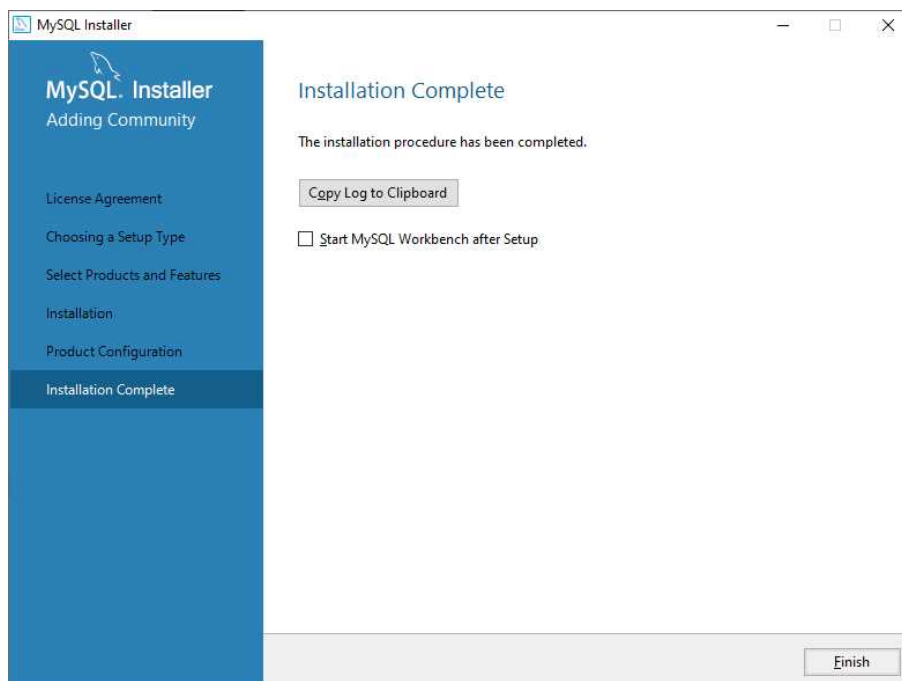 MySQL Installer
MySQL. Installer
Adding Community
License Agreement
Choosing a Setup Type
Select Products and Features
Installation
Product Configuration
Installation Complete
Installation Complete
The installation procedure has been completed.
Copy Log to Clipboard
Start MySQL Workbench after Setup
Finish